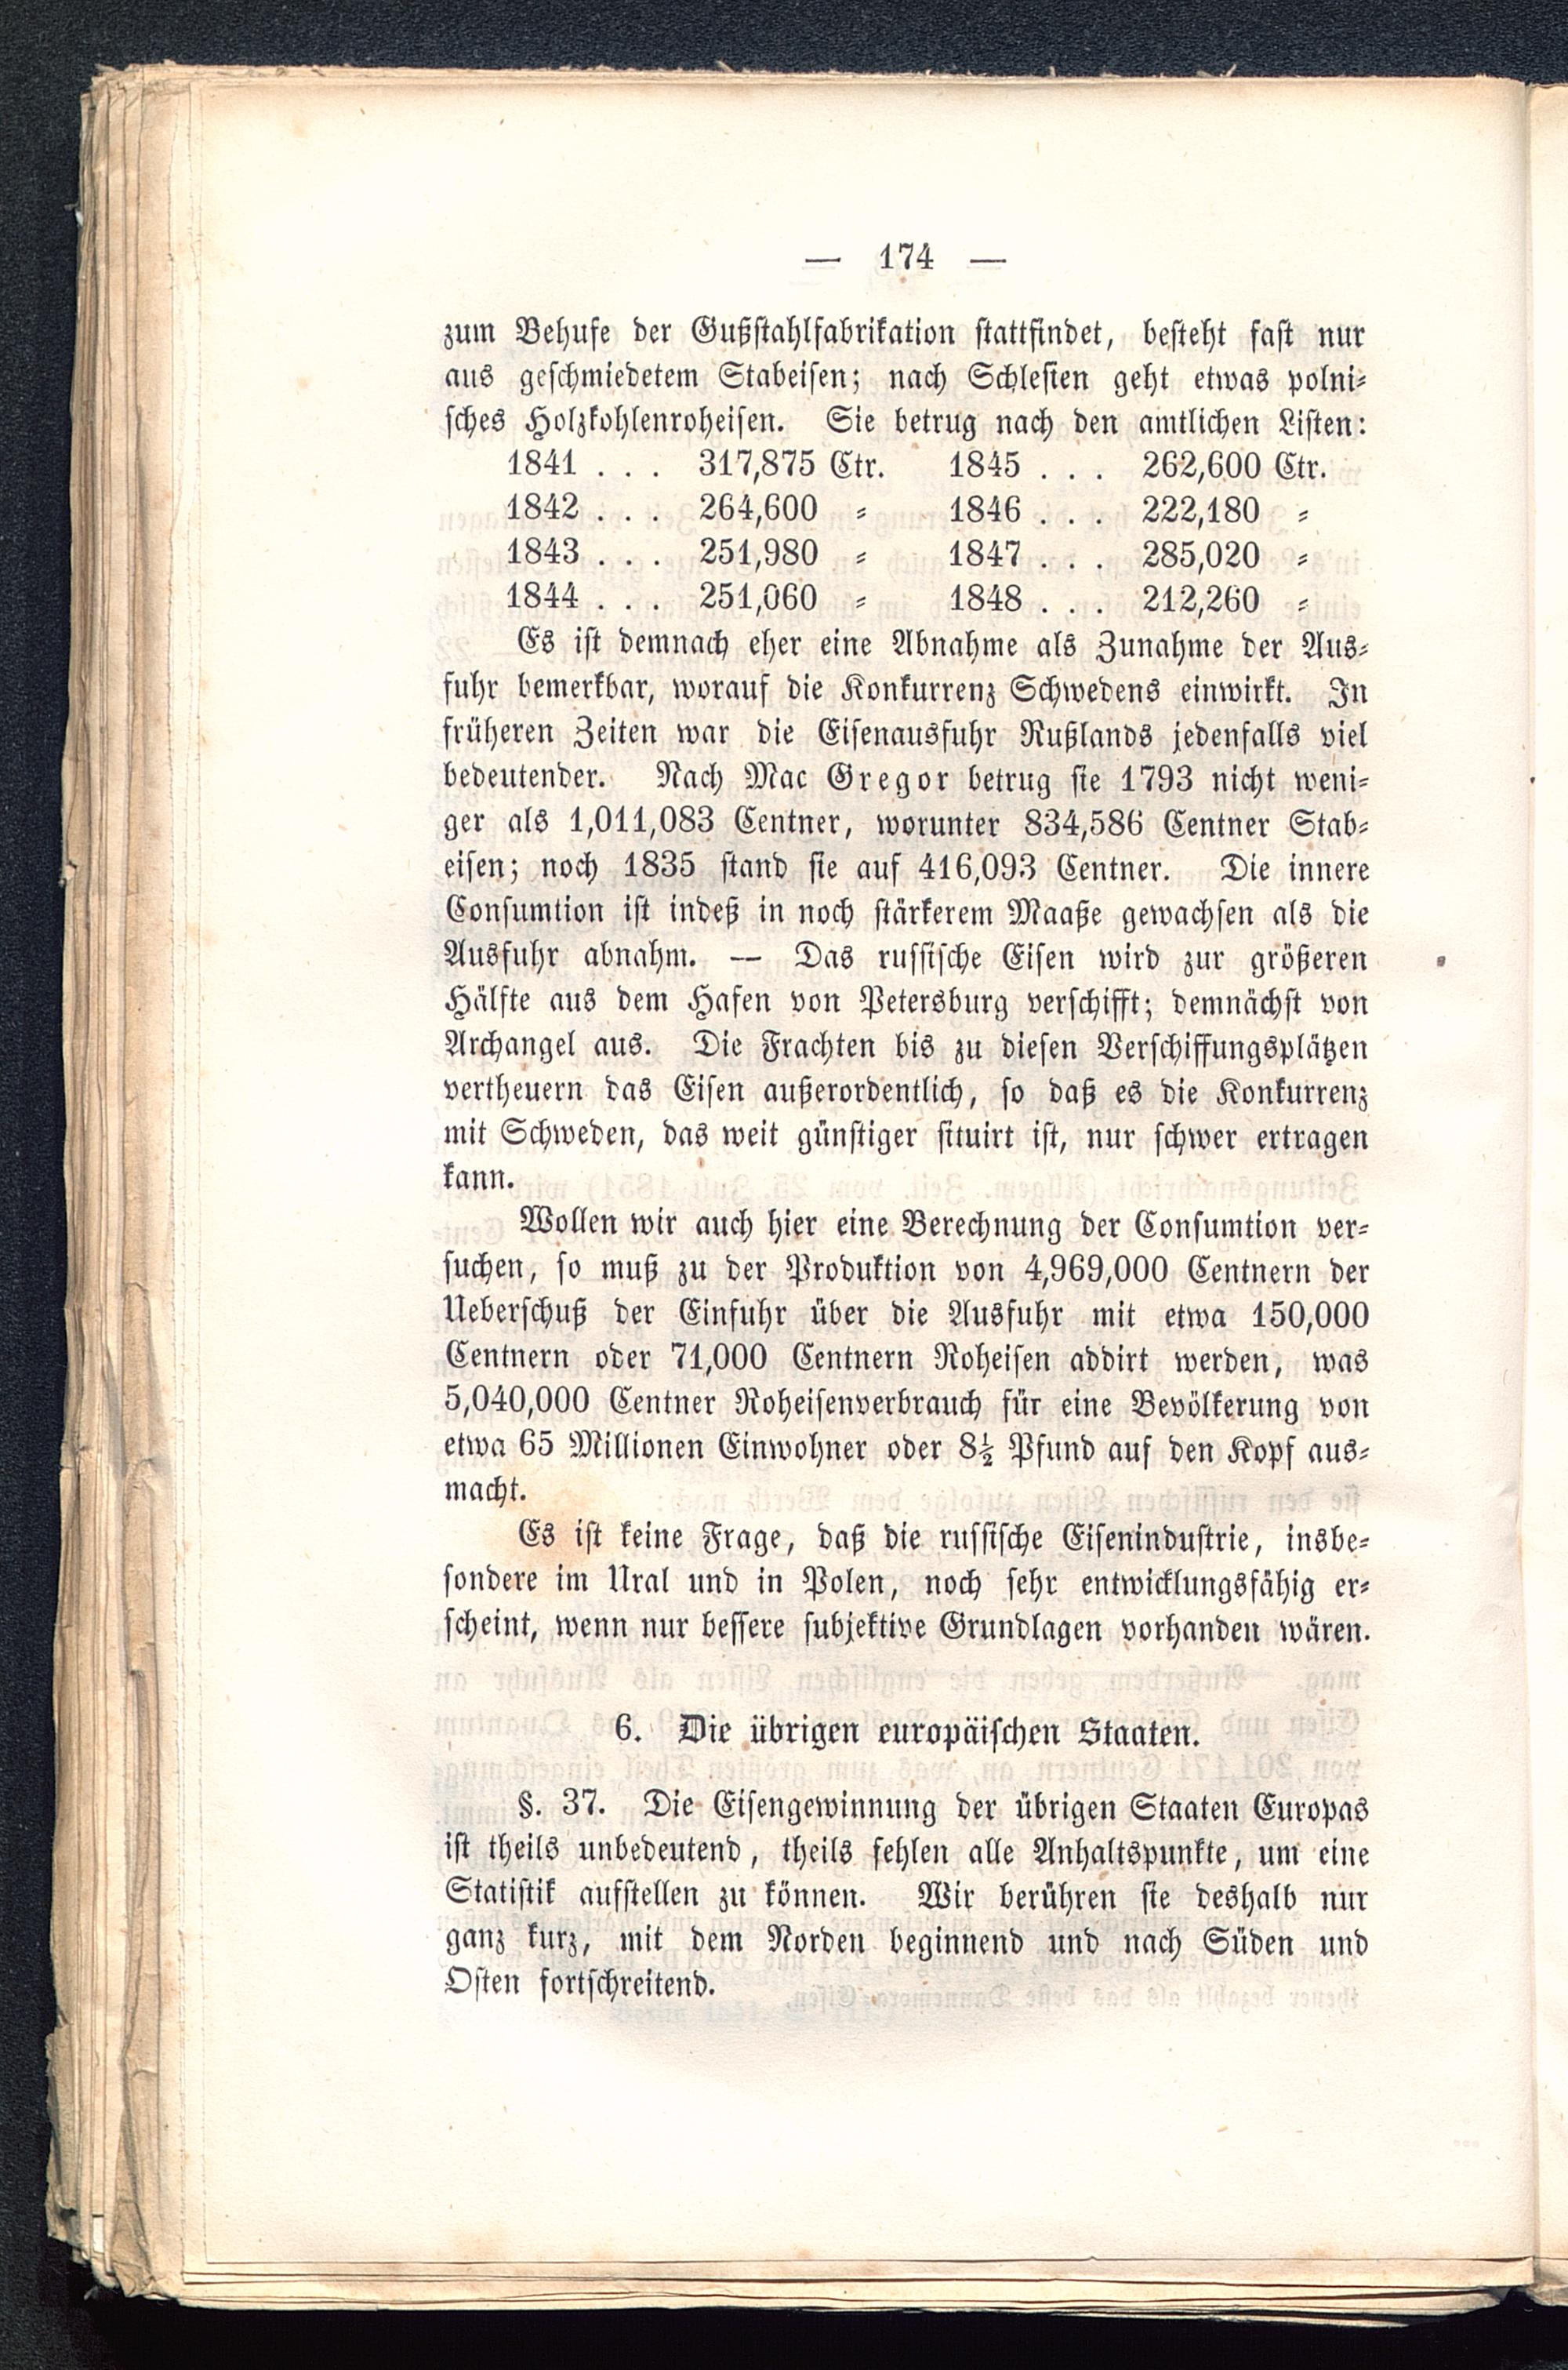 — 174 —
zum Behufe der Gußstahlfabrikation stattfindet, besteht fast nur
aus geschmiedetem Stabeisen; nach Schlesien geht etwas polni-
sches Holzkohlenroheisen. Sie betrug nach den amtlichen Listen:
1841 . . . 317,875 Ctr. 1845 . . . 262,600 Ctr.
1842 . . . 264,600 " 1846 . . . 222,180 "
1843 . . . 251,980 " 1847 . . . 285,020 "
1844 . . . 251,060 " 1848 . . . 212,260 "
Es ist demnach eher eine Abnahme als Zunahme der Aus-
fuhr bemerkbar, worauf die Konkurrenz Schwedens einwirkt. In
früheren Zeiten war die Eisenausfuhr Rußlands jedenfalls viel
bedeutender. Nach Mac Gregor betrug sie 1793 nicht weni-
ger als 1,011,083 Centner, worunter 834,586 Centner Stab-
eisen; noch 1835 stand sie auf 416,093 Centner. Die innere
Consumtion ist indeß in noch stärkerem Maaße gewachsen als die
Ausfuhr abnahm. — Das russische Eisen wird zur größeren
Hälfte aus dem Hafen von Petersburg verschifft; demnächst von
Archangel aus. Die Frachten bis zu diesen Verschiffungsplätzen
vertheuern das Eisen außerordentlich, so daß es die Konkurrenz
mit Schweden, das weit günstiger situirt ist, nur schwer ertragen
kann.
Wollen wir auch hier eine Berechnung der Consumtion ver-
suchen, so muß zu der Produktion von 4,969,000 Centnern der
Ueberschuß der Einfuhr über die Ausfuhr mit etwa 150,000
Centnern oder 71,000 Centnern Roheisen addirt werden, was
5,040,000 Centner Roheisenverbrauch für eine Bevölkerung von
etwa 65 Millionen Einwohner oder 8½ Pfund auf den Kopf aus-
macht.
Es ist keine Frage, daß die russische Eisenindustrie, insbe-
sondere im Ural und in Polen, noch sehr entwicklungsfähig er-
scheint, wenn nur bessere subjektive Grundlagen vorhanden wären.
6. Die übrigen europäischen Staaten.
§. 37. Die Eisengewinnung der übrigen Staaten Europas
ist theils unbedeutend, theils fehlen alle Anhaltspunkte, um eine
Statistik aufstellen zu können. Wir berühren sie deshalb nur
ganz kurz, mit dem Norden beginnend und nach Süden und
Osten fortschreitend.